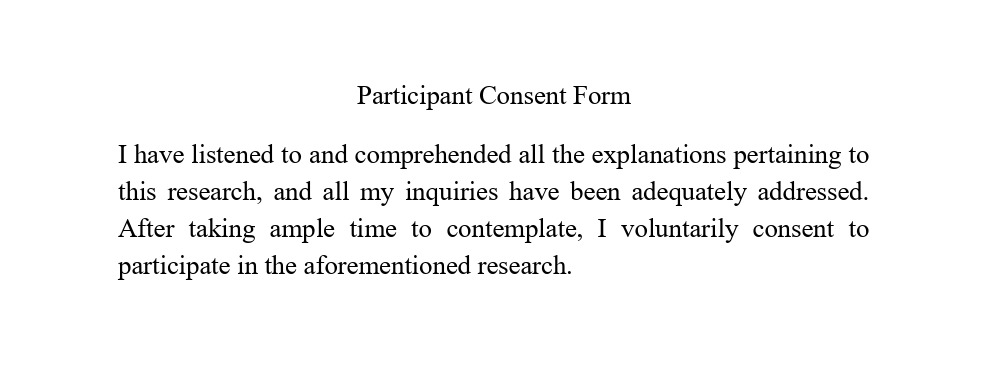 Participant Consent Form
I have listened to and comprehended all the explanations pertaining to
this research, and all my inquiries have been adequately addressed.
After taking ample time to contemplate, I voluntarily consent to
participate in the aforementioned research.